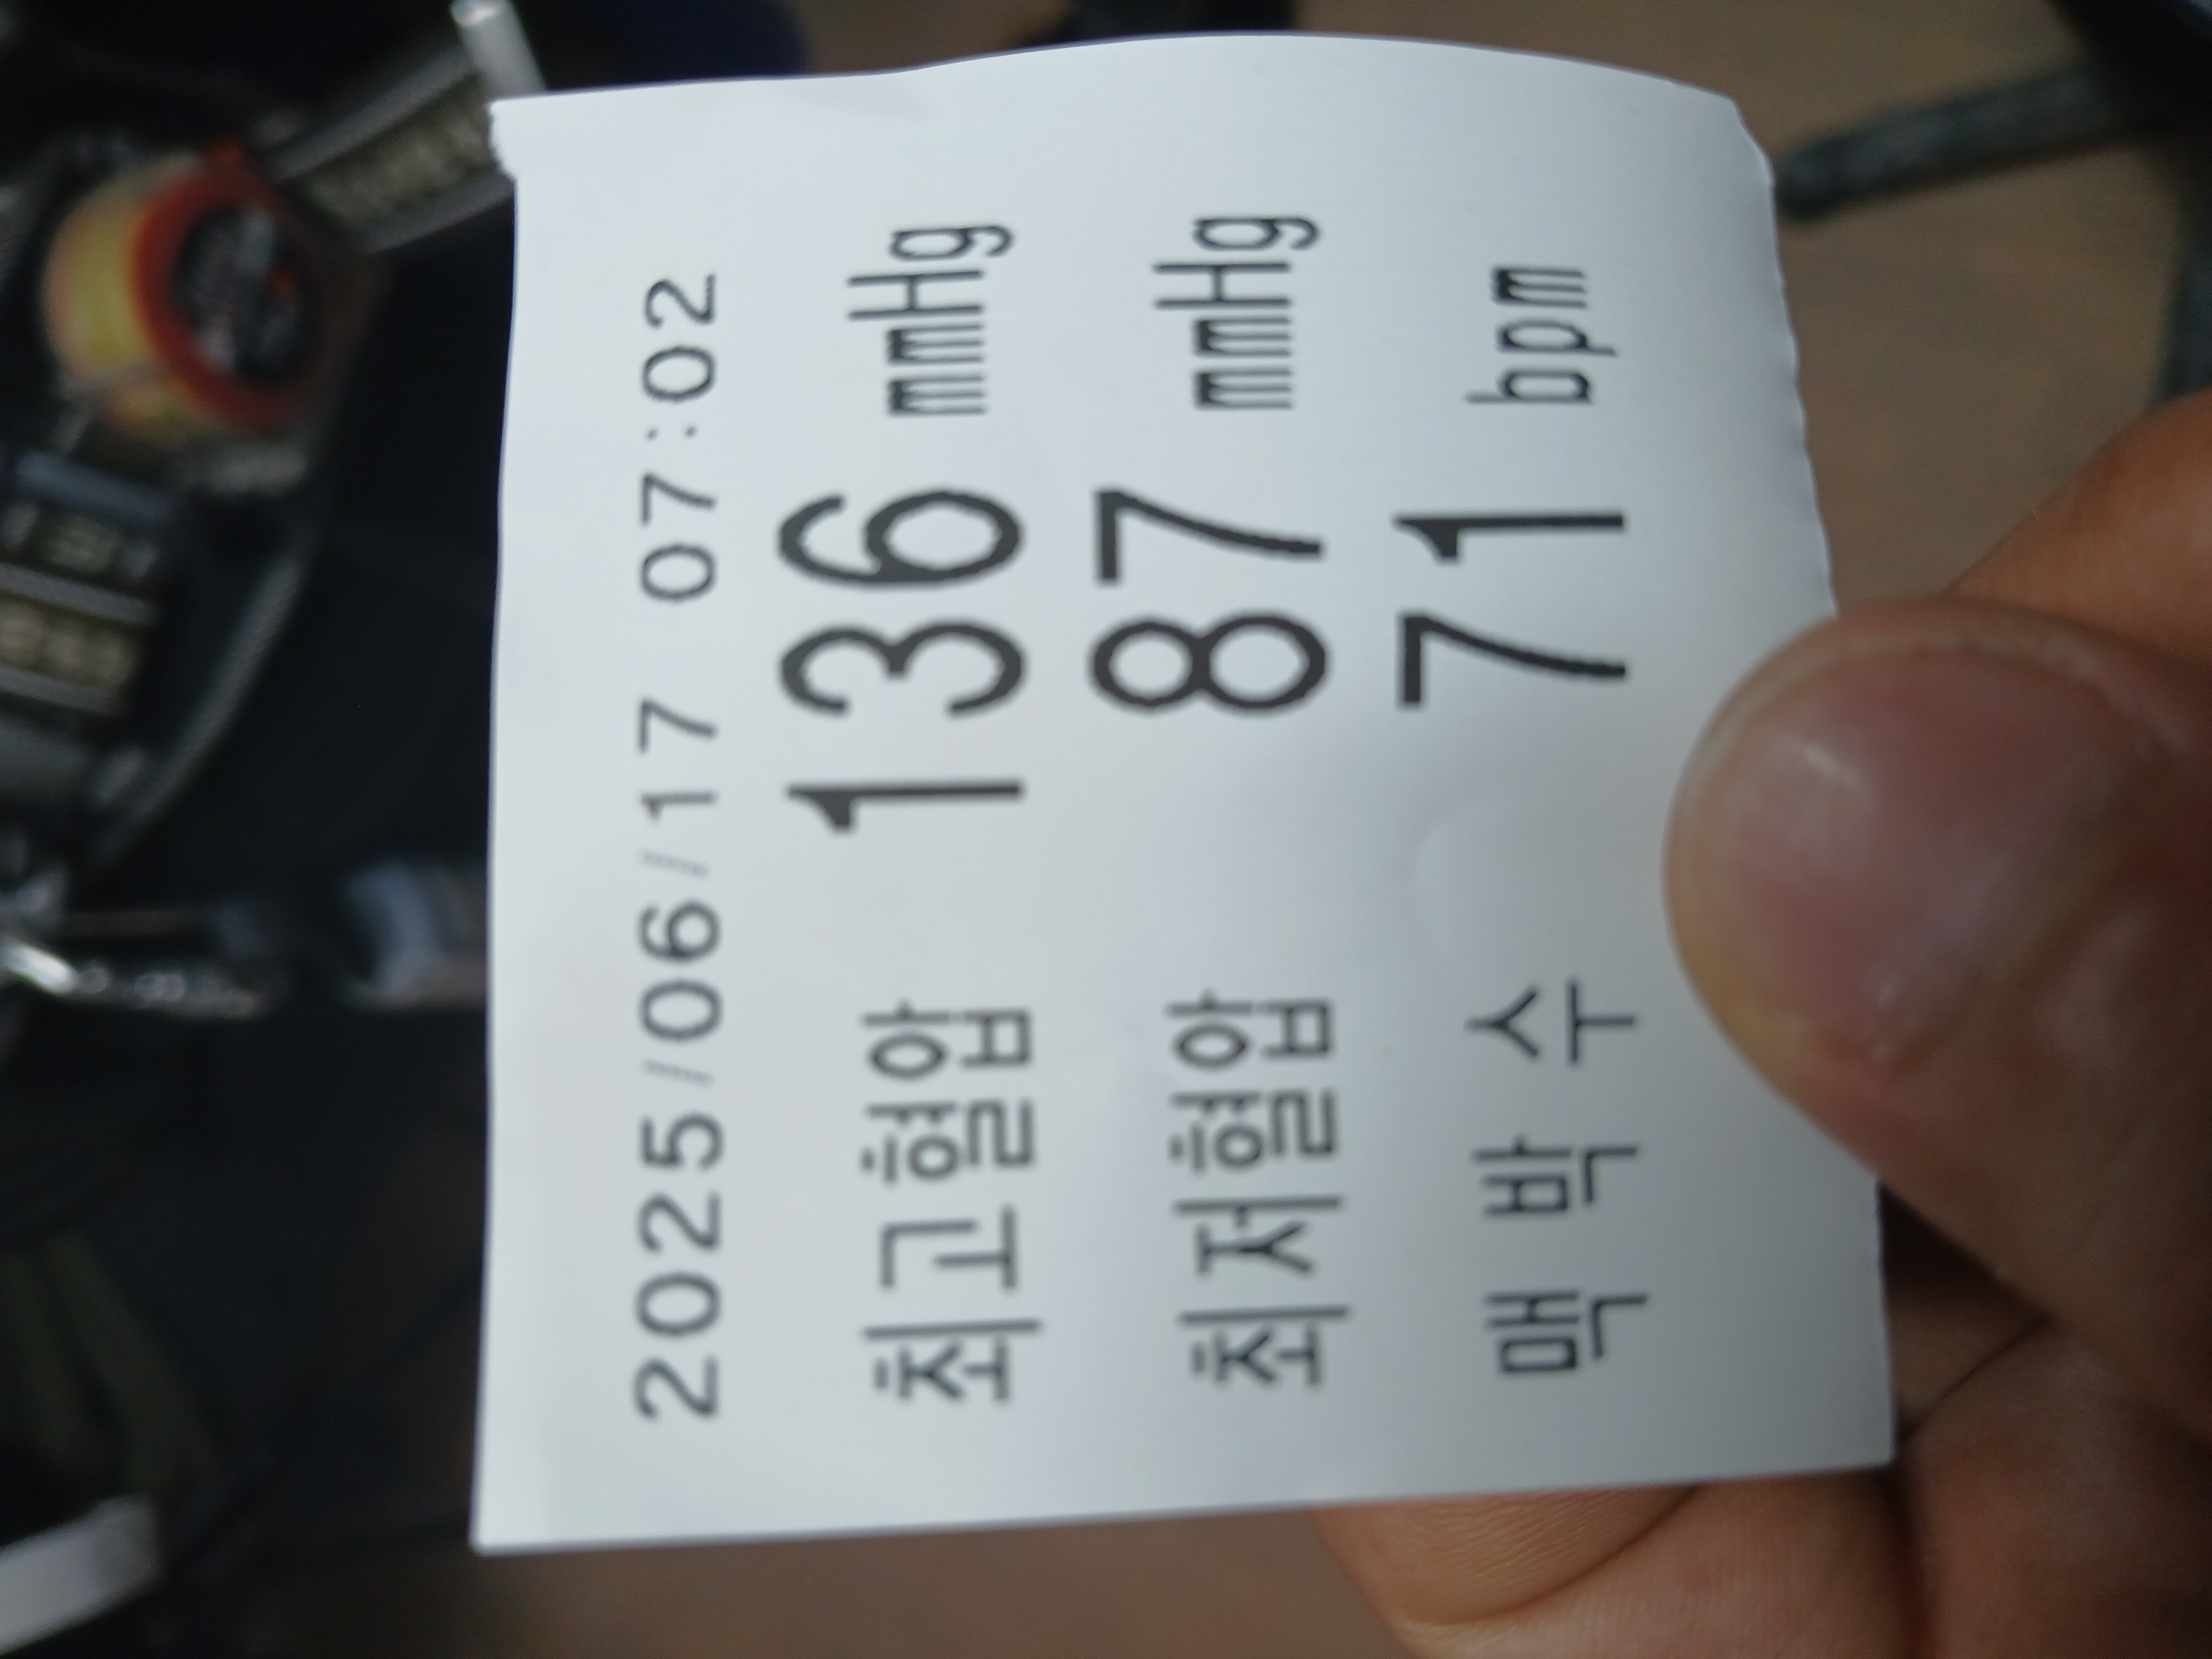 2025/06/17 07:02
최고혈압 136 mmHg
최저혈압 87 mmHg
맥박수 71 bpm